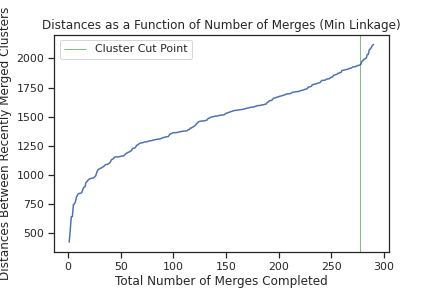 Distances as a Function of Number of Merges (Min Linkage)
Distances Between Recently Merged Clusters
Cluster Cut Point
2000
1750
1500
1250
1000
750
500
0 50 100 150 200 250 300
Total Number of Merges Completed